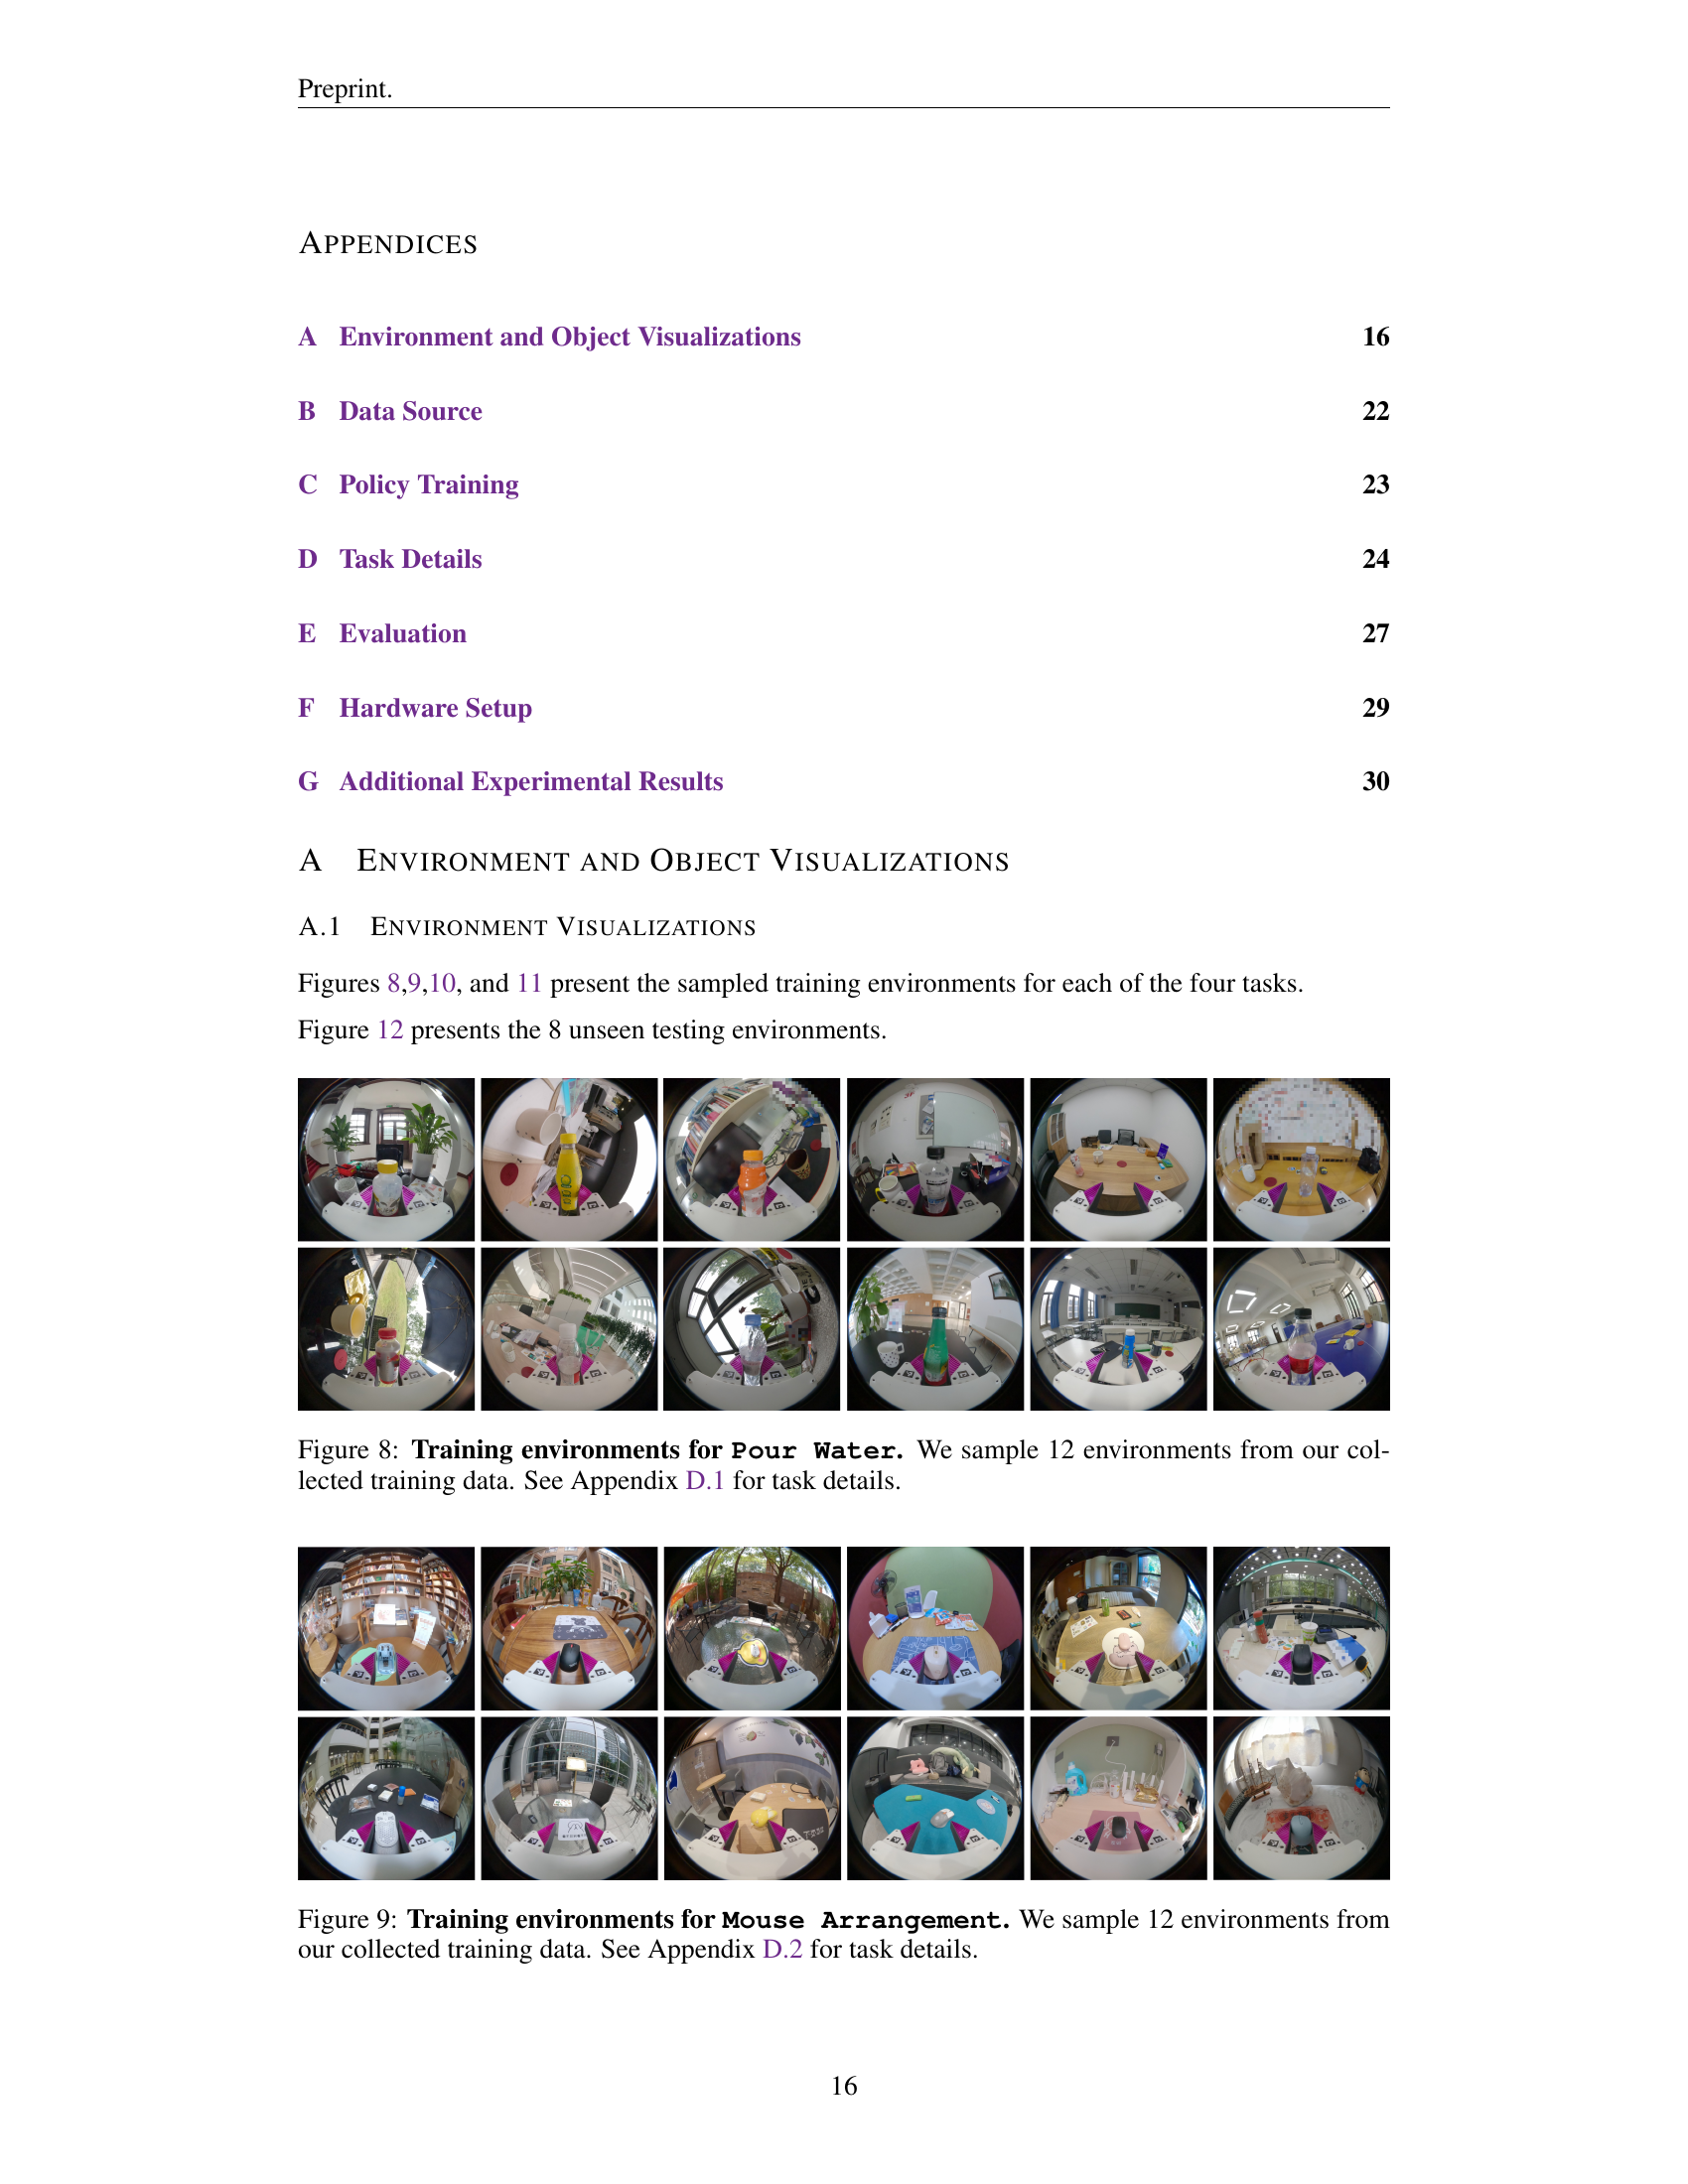 Preprint.
APPENDICES
A Environment and Object Visualizations 16
B Data Source 22
C Policy Training 23
D Task Details 24
E Evaluation 27
F Hardware Setup 29
G Additional Experimental Results 30
A ENVIRONMENT AND OBJECT VISUALIZATIONS
A.1 ENVIRONMENT VISUALIZATIONS
Figures 8,9,10, and 11 present the sampled training environments for each of the four tasks.
Figure 12 presents the 8 unseen testing environments.
Figure 8: Training environments for Pour Water. We sample 12 environments from our col-
lected training data. See Appendix D.1 for task details.
Figure 9: Training environments for Mouse Arrangement. We sample 12 environments from
our collected training data. See Appendix D.2 for task details.
16